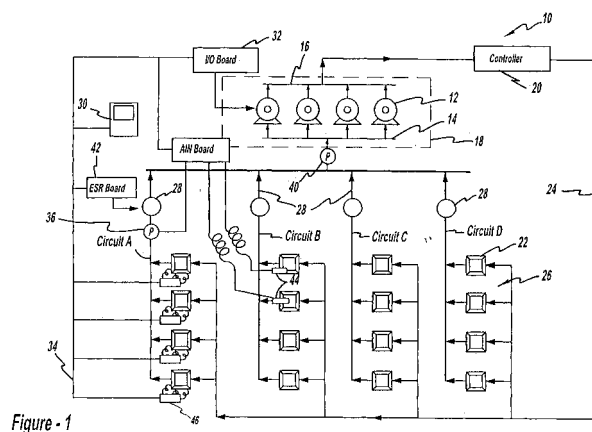 10
32
I/O Board
16
Controller
20
12
14
18
30
AIN Board
P
40
42
ESR Board
28
28
28
24
36
P
Circuit A
Circuit B
Circuit C
Circuit D
22
26
44
34
46
Figure - 1